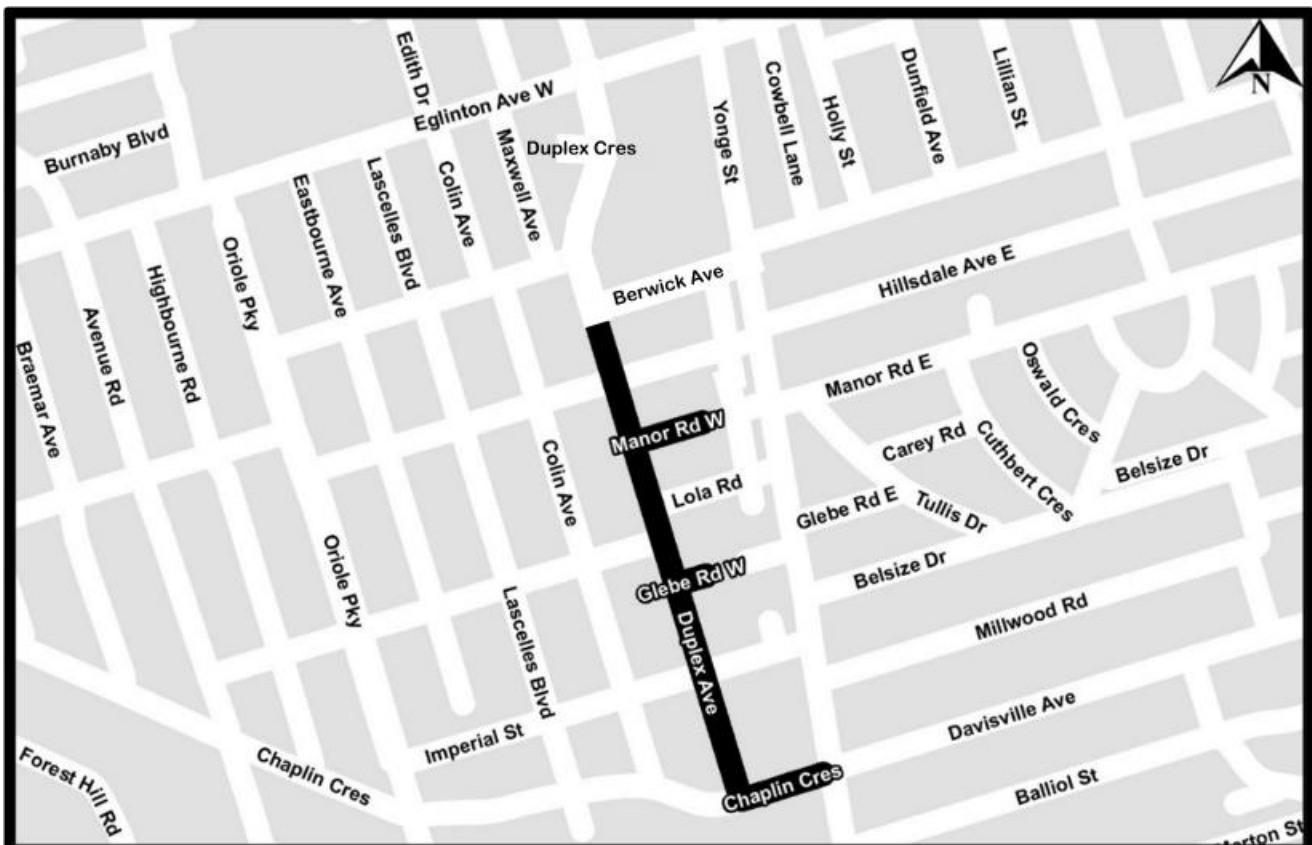 Edith Dr
Eglinton Ave W
Lillian St
Dunfield Ave
Cowbell Lane
Holly St
Yonge St
N
Burnaby Blvd
Maxwell Ave
Duplex Cres
Lascelles Blvd
Colin Ave
Eastbourne Ave
Oriole Pky
Highbourne Rd
Hillsdale Ave E
Berwick Ave
Avenue Rd
Braemar Ave
Manor Rd E
Oswald Cres
Manor Rd W
Carey Rd
Cuthbert Cres
Belsize Dr
Colin Ave
Lola Rd
Glebe Rd E
Tullis Dr
Oriole Pky
Glebe Rd W
Belsize Dr
Lascelles Blvd
Duplex Ave
Millwood Rd
Imperial St
Davisville Ave
Chaplin Cres
Chaplin Cres
Forest Hill Rd
Balliol St
Merton St